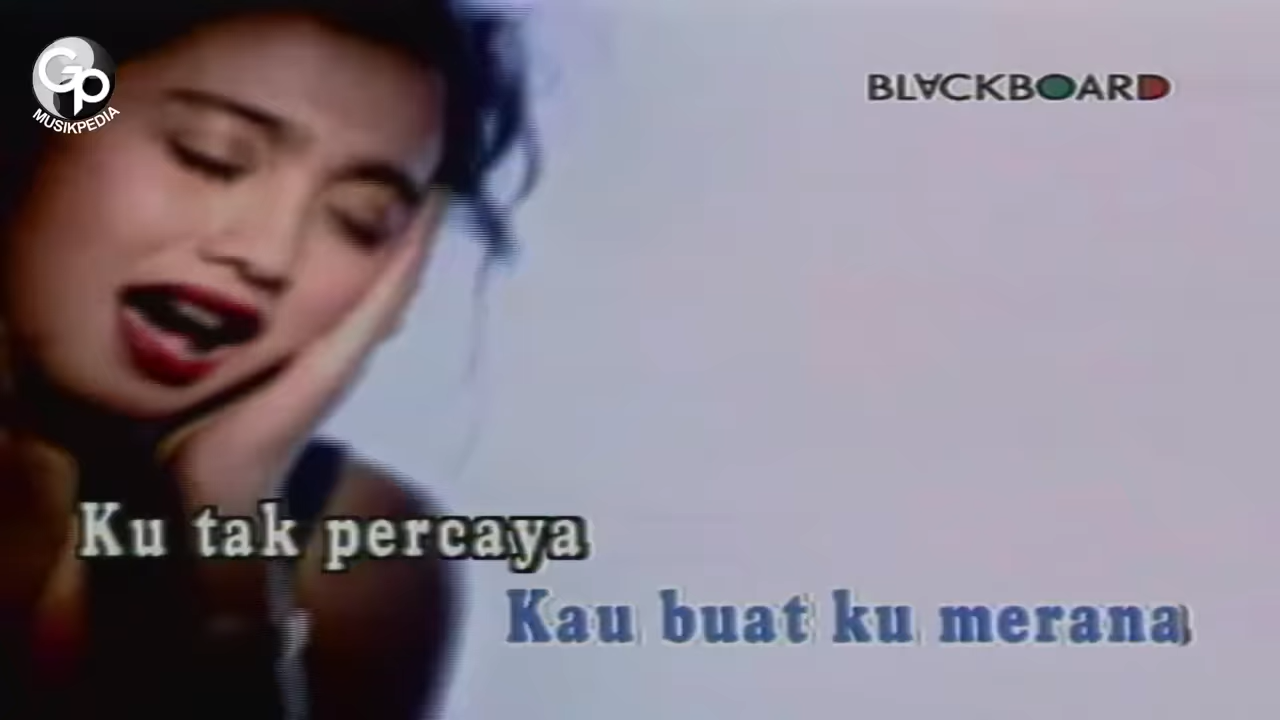 GP
MUSIKPEDIA
BLACKBOARD
Ku tak percaya
Kau buat ku merana